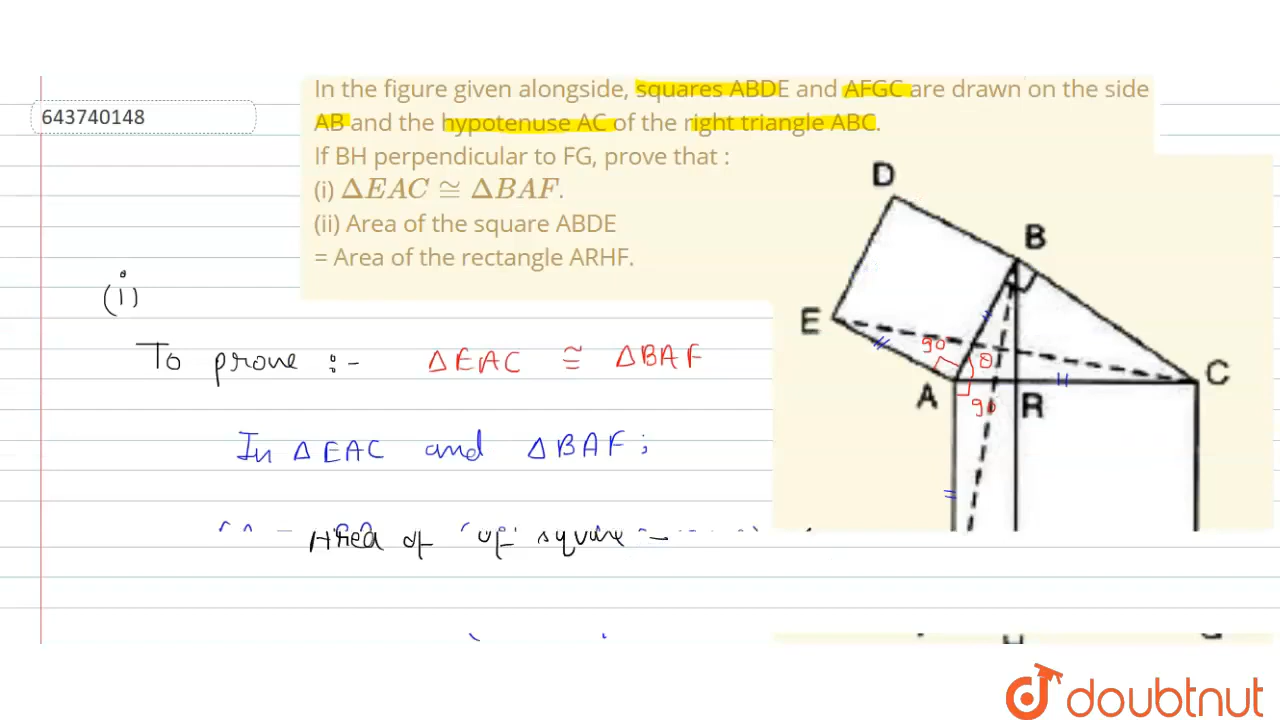 643740148
In the figure given alongside, squares ABDE and AFGC are drawn on the side
AB and the hypotenuse AC of the right triangle ABC.
If BH perpendicular to FG, prove that :
(i) ΔEAC ≅ ΔBAF.
(ii) Area of the square ABDE
= Area of the rectangle ARHF.
D
B
E
C
A
R
90
θ
90
(i)
To prove :- ΔEAC ≅ ΔBAF
In ΔEAC and ΔBAF ;
Area of square
doubtnut